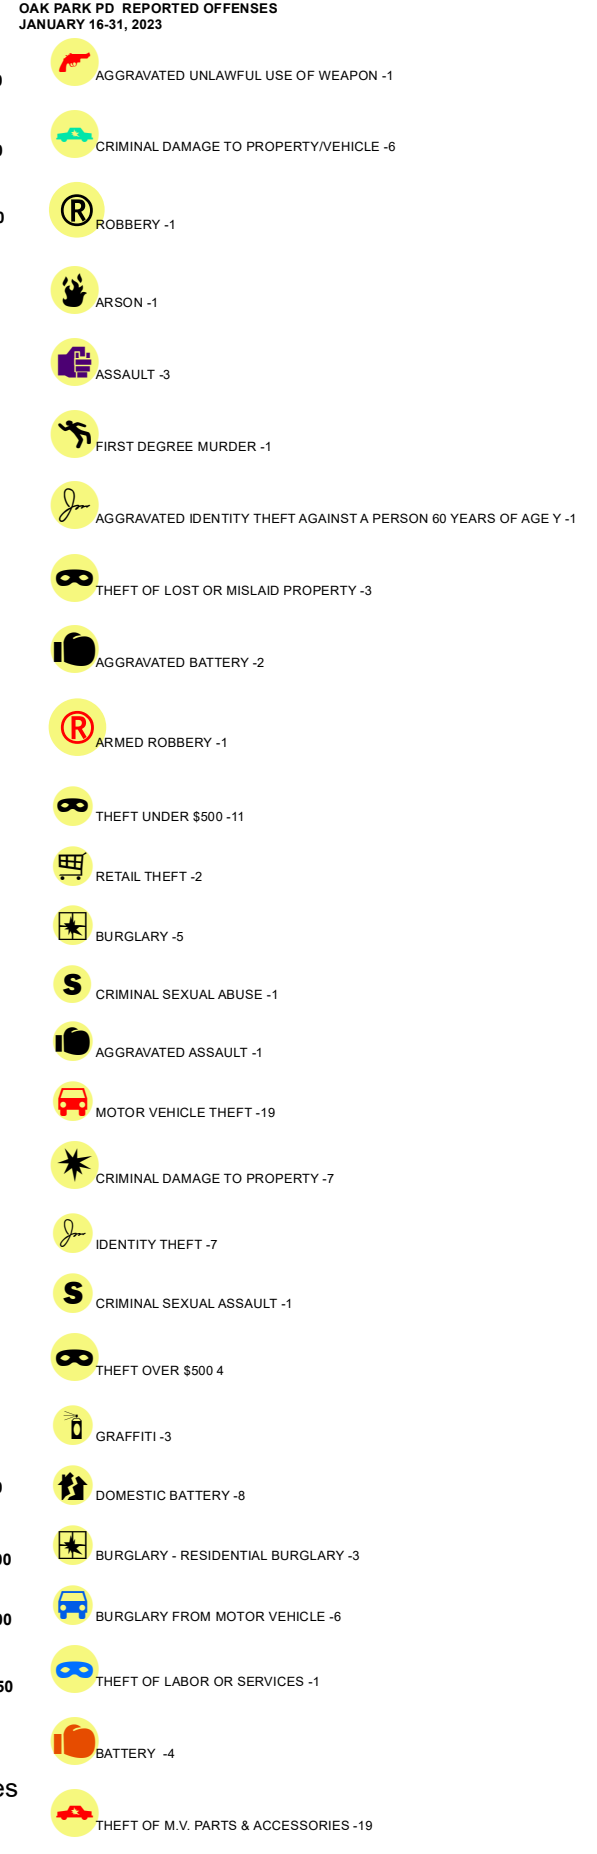 OAK PARK PD  REPORTED OFFENSES
JANUARY 16-31, 2023
AGGRAVATED UNLAWFUL USE OF WEAPON -1
CRIMINAL DAMAGE TO PROPERTY/VEHICLE -6
® ROBBERY -1
ARSON -1
ASSAULT -3
FIRST DEGREE MURDER -1
AGGRAVATED IDENTITY THEFT AGAINST A PERSON 60 YEARS OF AGE Y -1
THEFT OF LOST OR MISLAID PROPERTY -3
AGGRAVATED BATTERY -2
® ARMED ROBBERY -1
THEFT UNDER $500 -11
RETAIL THEFT -2
BURGLARY -5
S CRIMINAL SEXUAL ABUSE -1
AGGRAVATED ASSAULT -1
MOTOR VEHICLE THEFT -19
CRIMINAL DAMAGE TO PROPERTY -7
IDENTITY THEFT -7
S CRIMINAL SEXUAL ASSAULT -1
THEFT OVER $500 4
GRAFFITI -3
DOMESTIC BATTERY -8
BURGLARY - RESIDENTIAL BURGLARY -3
BURGLARY FROM MOTOR VEHICLE -6
THEFT OF LABOR OR SERVICES -1
BATTERY  -4
THEFT OF M.V. PARTS & ACCESSORIES -19